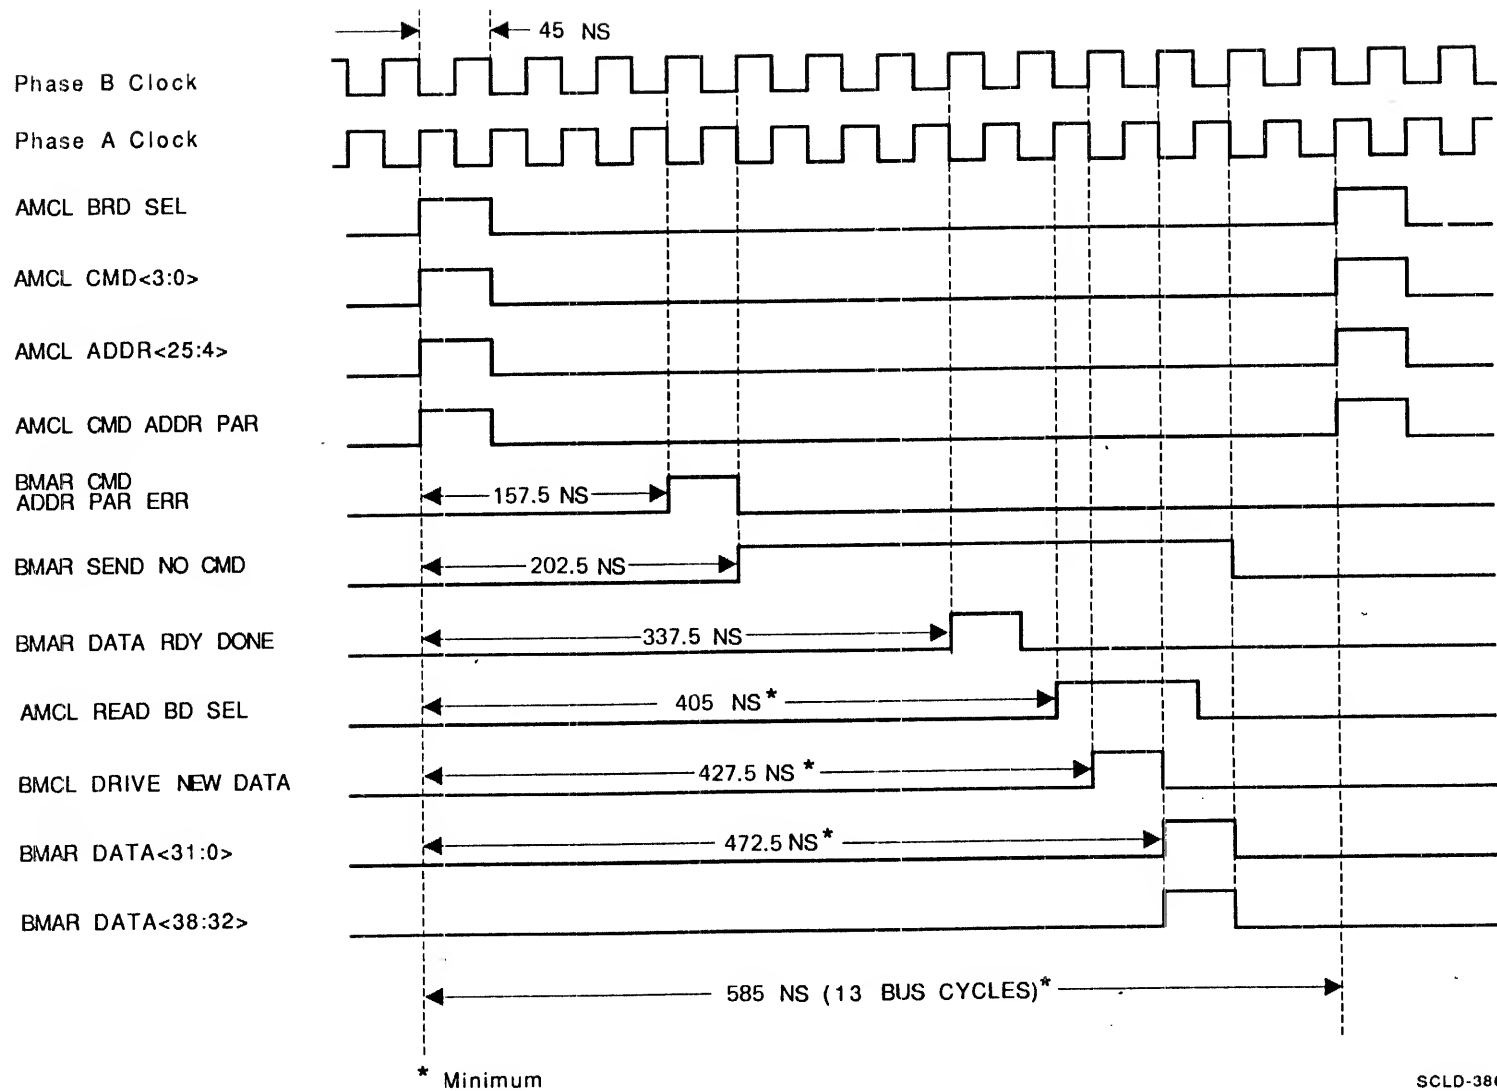 45 NS
Phase B Clock
Phase A Clock
AMCL BRD SEL
AMCL CMD<3:0>
AMCL ADDR<25:4>
AMCL CMD ADDR PAR
BMAR CMD
ADDR PAR ERR
157.5 NS
BMAR SEND NO CMD
202.5 NS
BMAR DATA RDY DONE
337.5 NS
AMCL READ BD SEL
405 NS*
BMCL DRIVE NEW DATA
427.5 NS*
BMAR DATA<31:0>
472.5 NS*
BMAR DATA<38:32>
585 NS (13 BUS CYCLES)*
* Minimum